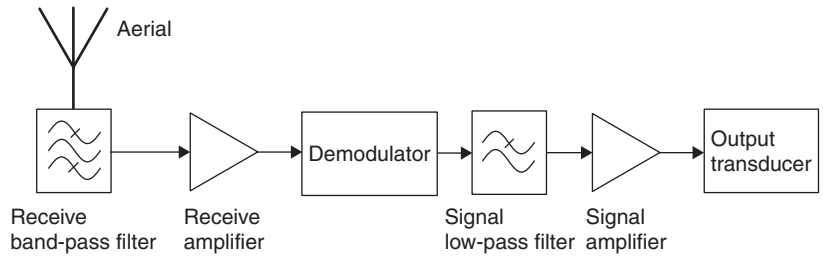 Aerial
Demodulator
Output
transducer
Receive
band-pass filter
Receive
amplifier
Signal
low-pass filter
Signal
amplifier